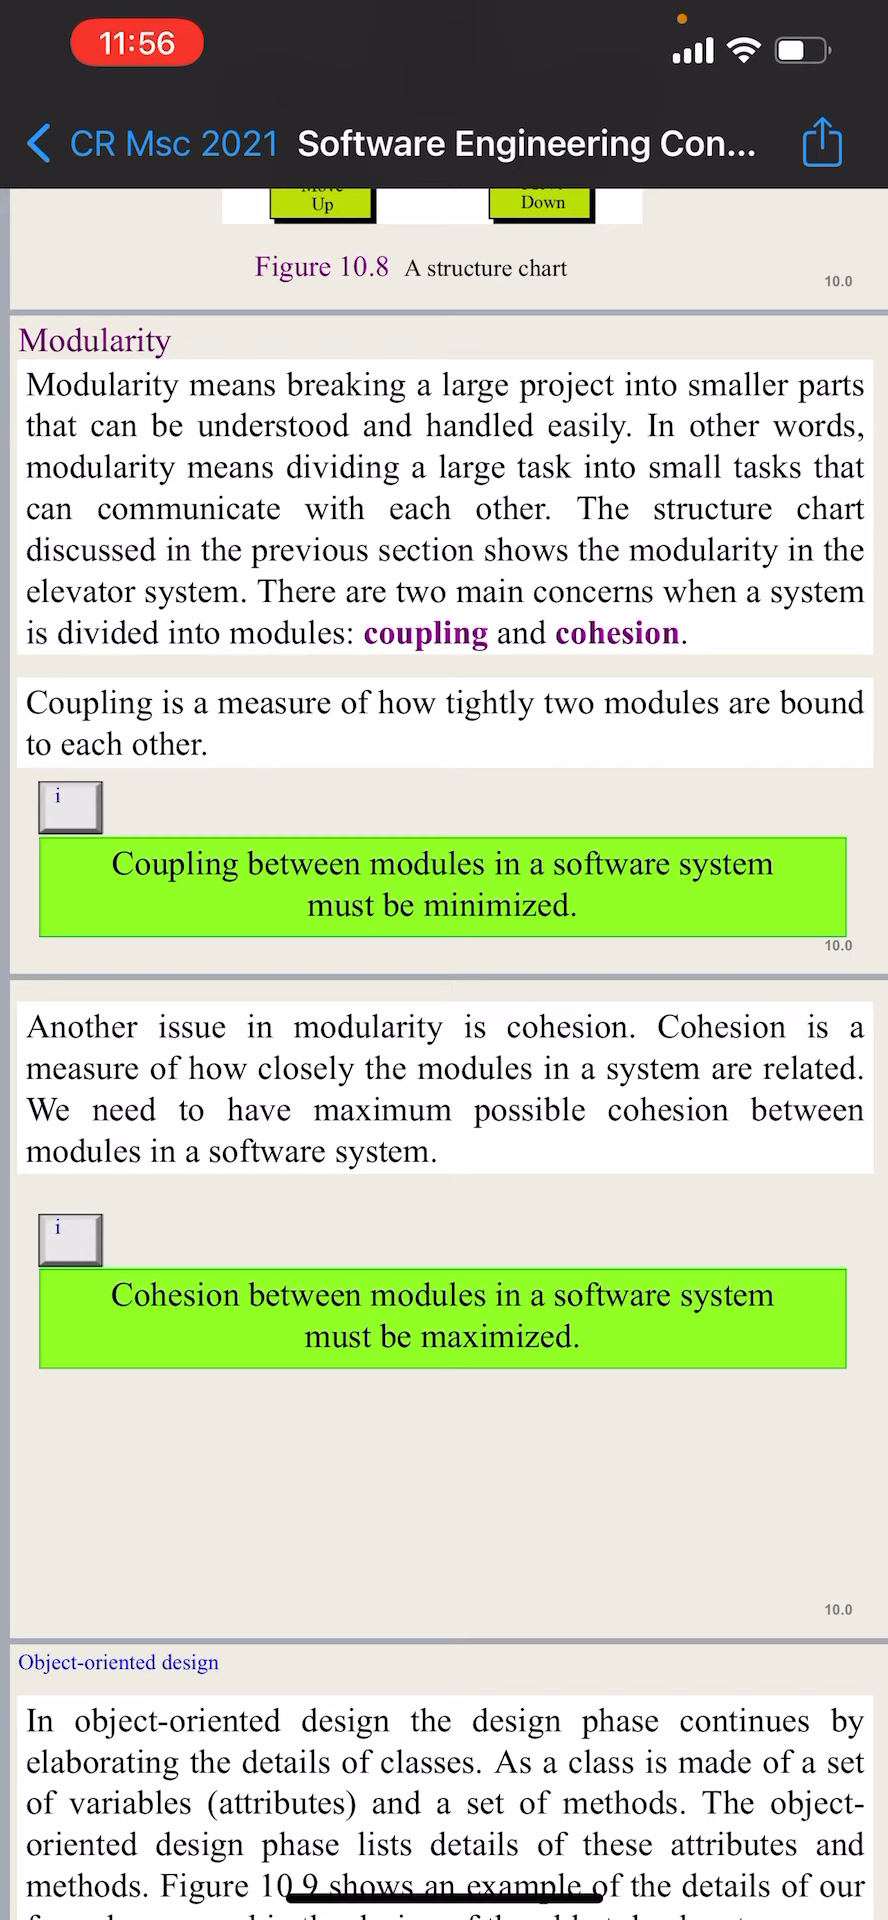 11:56
CR Msc 2021 Software Engineering Con...
Up
Down
Figure 10.8 A structure chart
10.0
Modularity
Modularity means breaking a large project into smaller parts
that can be understood and handled easily. In other words,
modularity means dividing a large task into small tasks that
can communicate with each other. The structure chart
discussed in the previous section shows the modularity in the
elevator system. There are two main concerns when a system
is divided into modules: coupling and cohesion.
Coupling is a measure of how tightly two modules are bound
to each other.
i
Coupling between modules in a software system
must be minimized.
10.0
Another issue in modularity is cohesion. Cohesion is a
measure of how closely the modules in a system are related.
We need to have maximum possible cohesion between
modules in a software system.
i
Cohesion between modules in a software system
must be maximized.
10.0
Object-oriented design
In object-oriented design the design phase continues by
elaborating the details of classes. As a class is made of a set
of variables (attributes) and a set of methods. The object-
oriented design phase lists details of these attributes and
methods. Figure 10.9 shows an example of the details of our